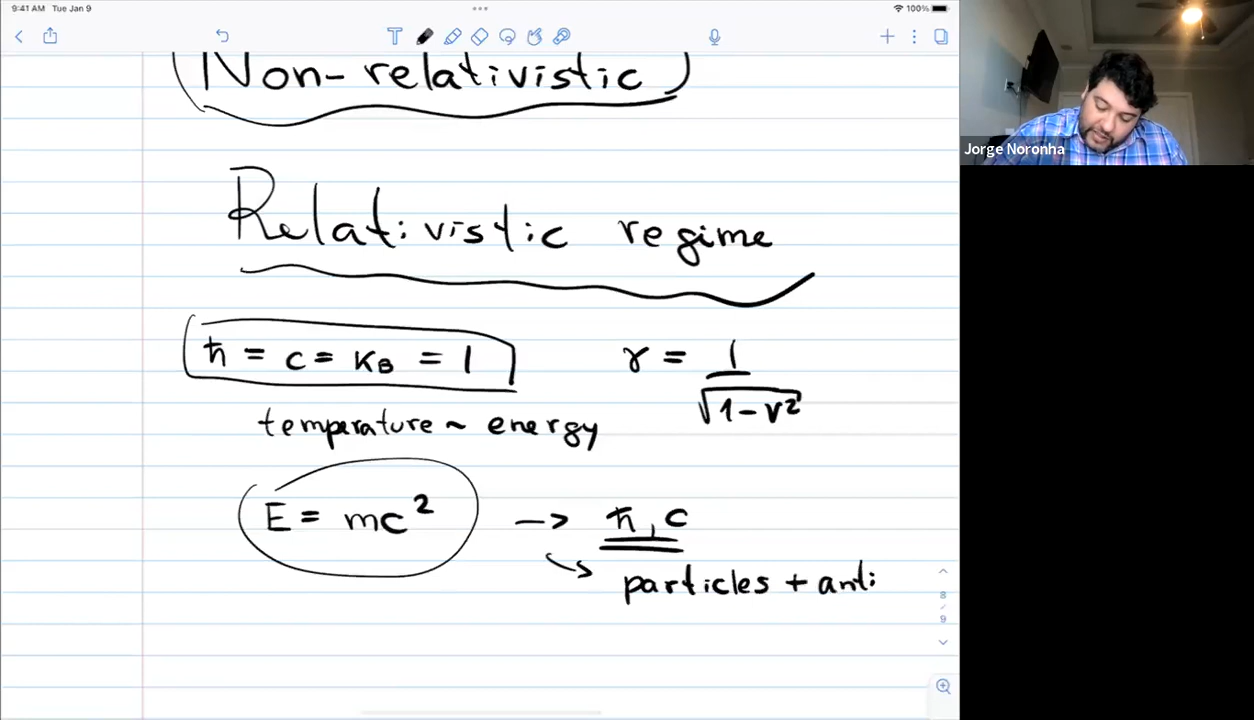 9:41 AM Tue Jan 9
100%
(Non-relativistic)
Relativistic regime
ħ = c = KB = 1
γ = 1/√1-v²
temperature ~ energy
E = mc² -> ħ, c
particles + anti
8
9
Jorge Noronha